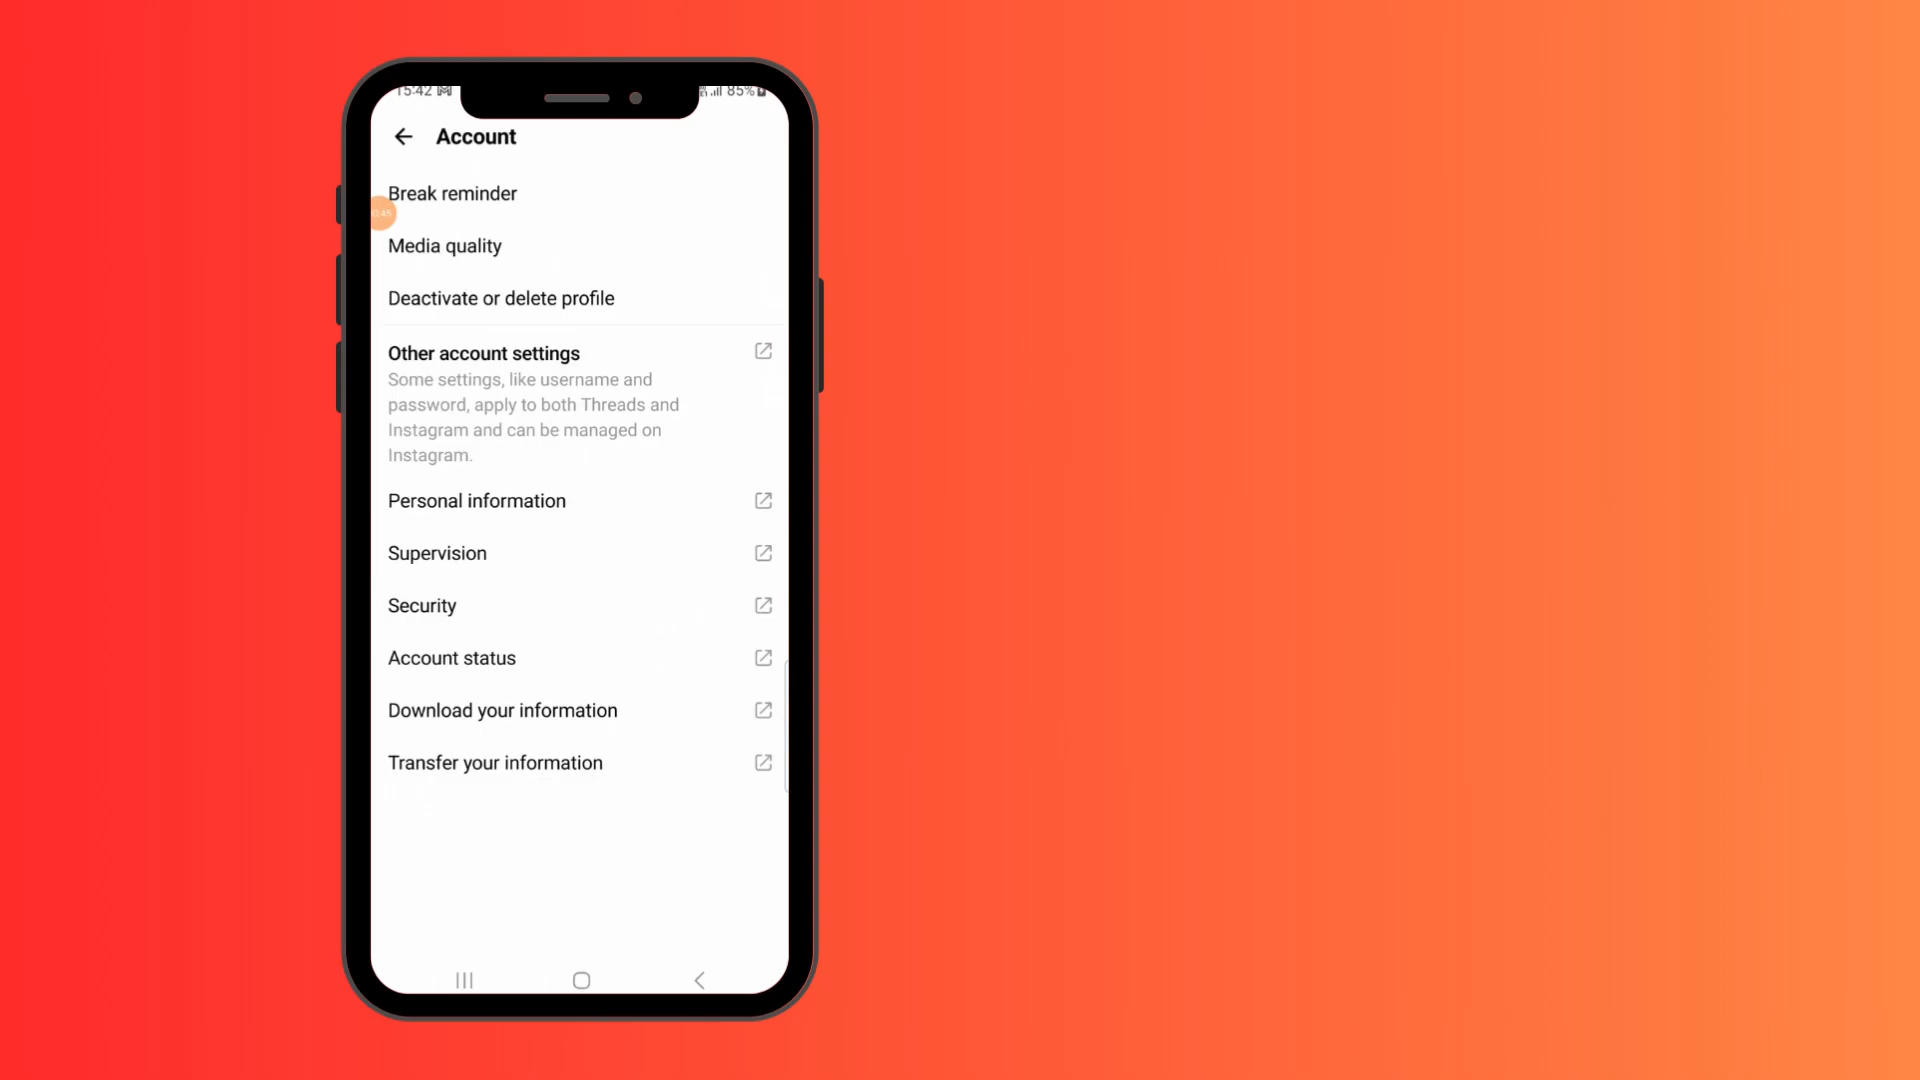 15:42 85%
Account
Break reminder
Media quality
Deactivate or delete profile
Other account settings
Some settings, like username and
password, apply to both Threads and
Instagram and can be managed on
Instagram.
Personal information
Supervision
Security
Account status
Download your information
Transfer your information